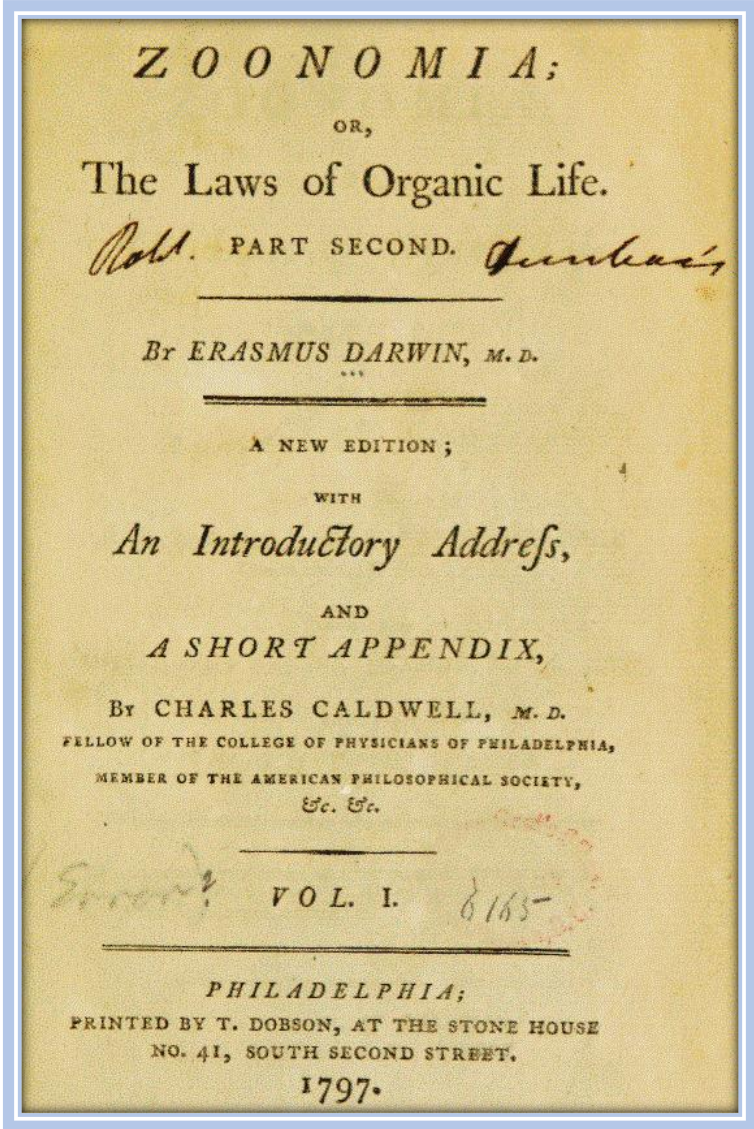 ZOONOMIA;
OR,
The Laws of Organic Life.
Robt. PART SECOND.
By ERASMUS DARWIN, M. D.
A NEW EDITION;
WITH
An Introductory Addreſs,
AND
A SHORT APPENDIX,
By CHARLES CALDWELL, M. D.
FELLOW OF THE COLLEGE OF PHYSICIANS OF PHILADELPHIA,
MEMBER OF THE AMERICAN PHILOSOPHICAL SOCIETY,
&c. &c.
VOL. I. 6165
PHILADELPHIA;
PRINTED BY T. DOBSON, AT THE STONE HOUSE
NO. 41, SOUTH SECOND STREET.
1797.